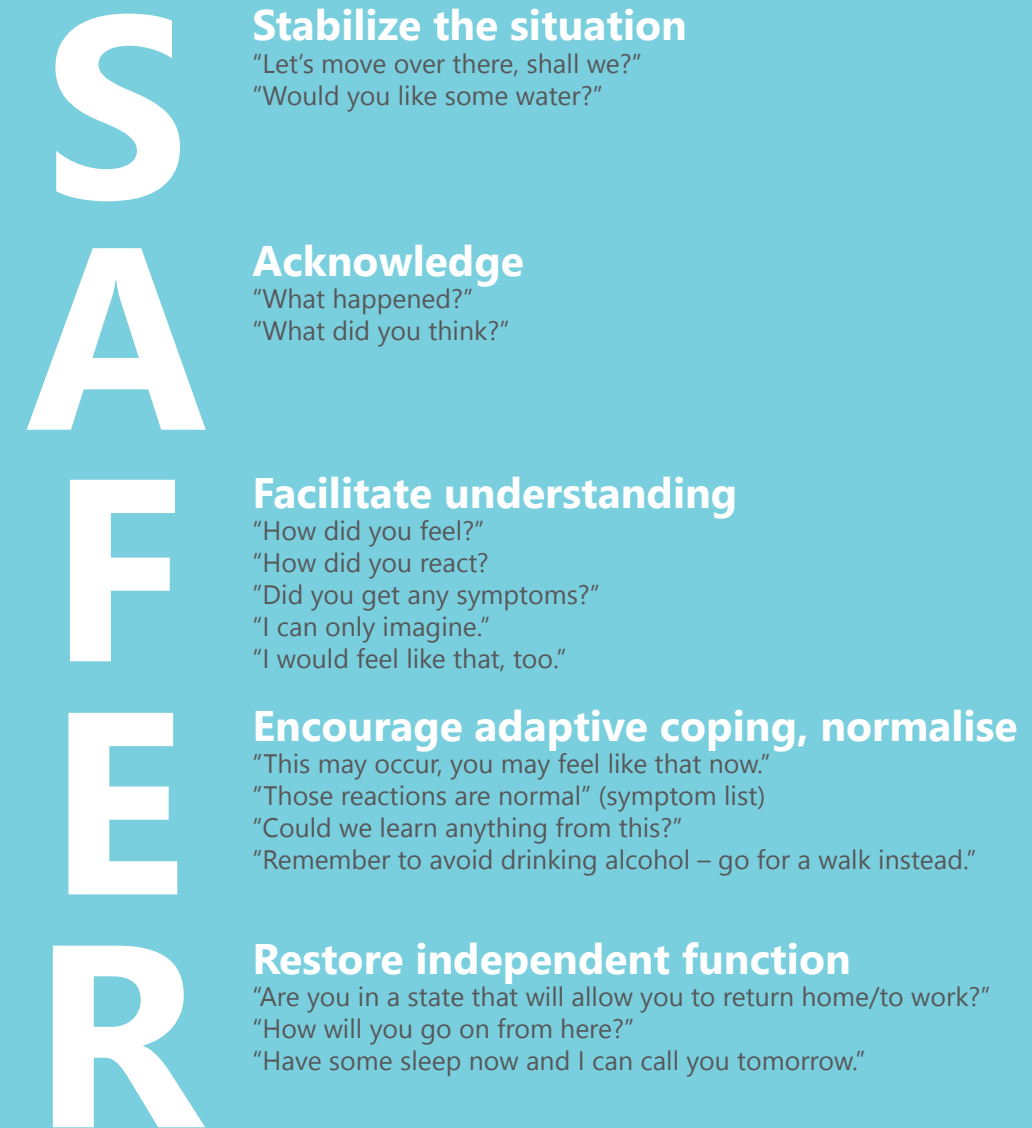 S
Stabilize the situation
“Let’s move over there, shall we?”
“Would you like some water?”
A
Acknowledge
“What happened?”
“What did you think?”
F
Facilitate understanding
“How did you feel?”
“How did you react?
”Did you get any symptoms?”
“I can only imagine.”
“I would feel like that, too.”
E
Encourage adaptive coping, normalise
“This may occur, you may feel like that now.”
“Those reactions are normal” (symptom list)
“Could we learn anything from this?”
“Remember to avoid drinking alcohol – go for a walk instead.”
R
Restore independent function
“Are you in a state that will allow you to return home/to work?”
“How will you go on from here?”
“Have some sleep now and I can call you tomorrow.”